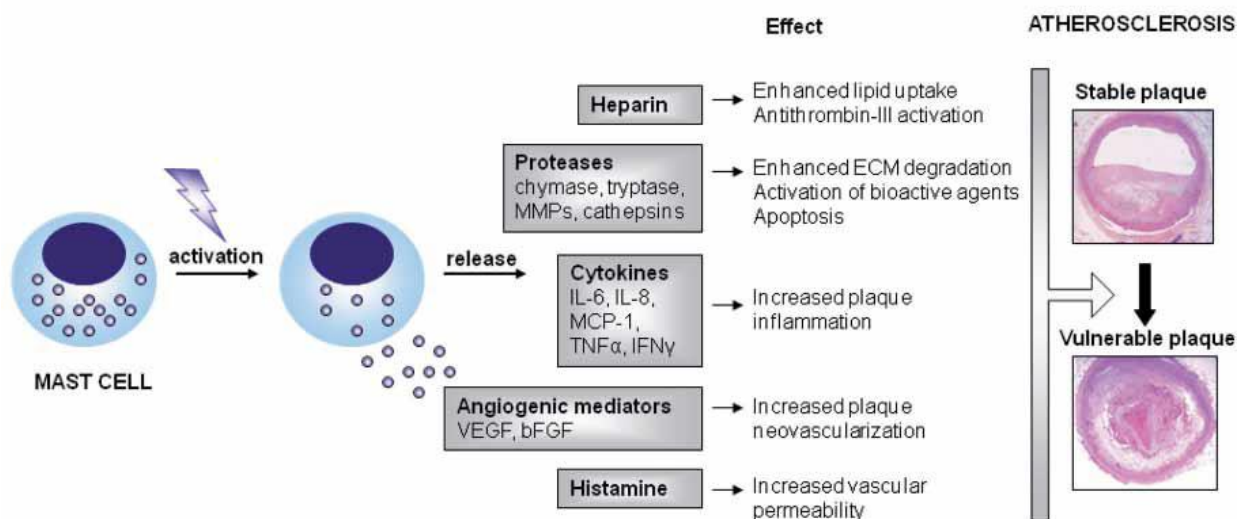 Effect
ATHEROSCLEROSIS
Heparin
Enhanced lipid uptake
Antithrombin-III activation
Stable plaque
Proteases
chymase, tryptase,
MMPs, cathepsins
Enhanced ECM degradation
Activation of bioactive agents
Apoptosis
activation
release
Cytokines
IL-6, IL-8,
MCP-1,
TNFα, IFNγ
Increased plaque
inflammation
Vulnerable plaque
MAST CELL
Angiogenic mediators
VEGF, bFGF
Increased plaque
neovascularization
Histamine
Increased vascular
permeability